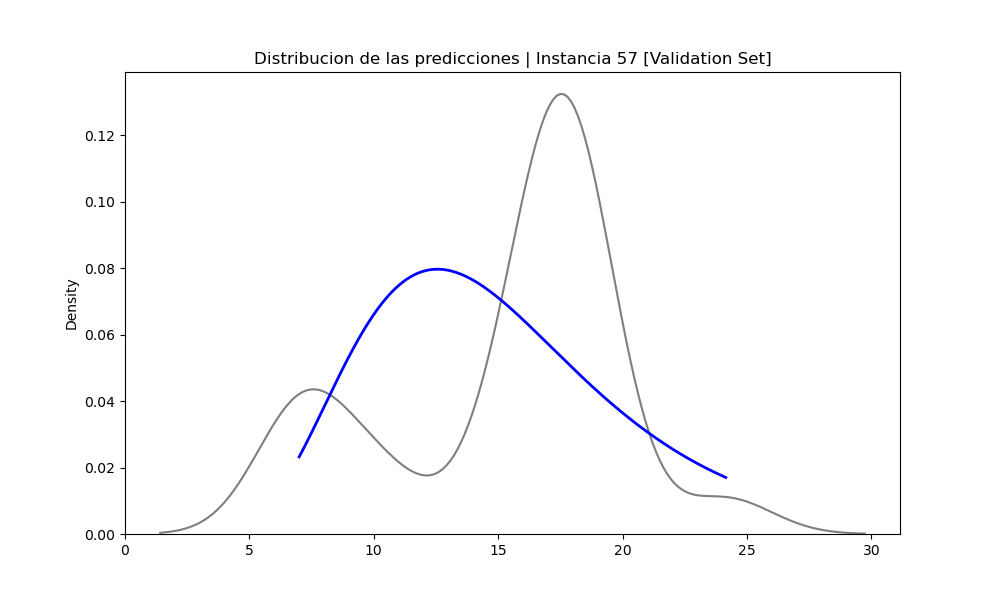 Distribucion de las predicciones | Instancia 57 [Validation Set]
Density
0.12
0.10
0.08
0.06
0.04
0.02
0.00
0 5 10 15 20 25 30